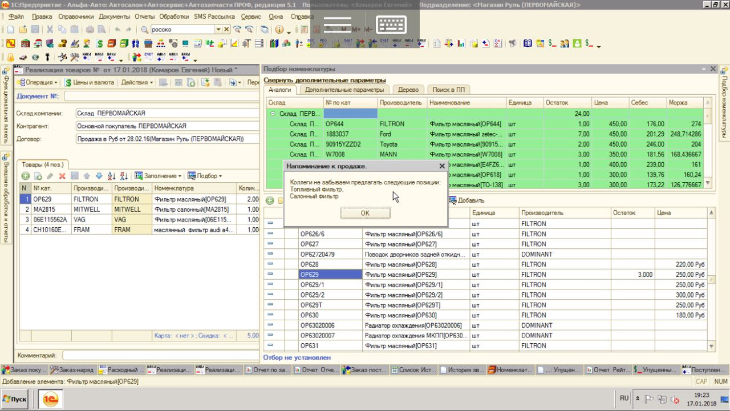 1С:Предприятие - Альфа-Авто: Автосалон+Автосервис+Автозапчасти ПРОФ, редакция 5.1
Подразделение: <Магазин Руль (ПЕРВОМАЙСКАЯ)>
Файл Правка Справочники Документы Отчеты Обработки SMS Рассылка Сервис Окна Справка
росско
Реализация товаров № от 17.01.2018 (Комаров Евгений) Новый *
Операция Цены и валюта Действия
Документ №:
Склад компании: Склад ПЕРВОМАЙСКАЯ
Контрагент: Основной покупатель ПЕРВОМАЙСКАЯ
Договор: Продажа в Руб от 28.02.16(Магазин Руль (ПЕРВОМАЙСКАЯ)
Товары (4 поз.)
Заполнение Подбор
N № кат. Производи... Производи... Номенклатура Колич...
1 OP629 FILTRON FILTRON Фильтр масляный[OP629]
2 MA2815 MITWELL MITWELL Фильтр салонный[MA2815]
3 06E115562A VAG VAG Фильтр масляный[06E115...
4 CH10160E... FRAM FRAM маслянный фильтр audi a4...
Карта: < нет > , Скидка: <
Комментарий:
Подбор номенклатуры
Свернуть дополнительные параметры
Аналоги Дополнительные параметры Дерево Поиск в ПП
Склад № по кат Производитель Наименование Единица Остаток Цена Себес Моржа
Склад ПЕРВ... 24,00
Склад П... OP644 FILTRON Фильтр масляный[OP644] шт 1,00 450,00 176,00 274
Склад П... 1883037 Ford Фильтр масляный zetec-... шт 7,00 450,00 201,29 248,714286
Склад П... 90915YZZD2 Toyota Фильтр масляный[90915... шт 2,00 450,00 204,00 246
Склад П... W7008 MANN Фильтр масляный[W7008] шт 3,00 350,00 181,56 168,436667
Фильтр масляный[E4FZ6... шт 1,00 400,00 239,00 161
Фильтр масляный[OP618] шт 1,00 400,00 239,76 160,24
Фильтр масляный[TO-138] шт 3,00 300,00 173,22 126,776667
Напоминание к продаже.
Коллеги не забываем предлагать следующие позиции:
Топливный фильтр,
Салонный фильтр
OK
Добавить
Единица Производитель Остаток Цена
шт FILTRON
OP626/6 Фильтр масляный[OP626/6] шт FILTRON
OP627 Фильтр масляный[OP627] шт FILTRON
OP62720479 Поводок дворников задней откидн... шт DOMINANT
OP628 Фильтр масляный[OP628] шт FILTRON 220,00 Руб
OP629 Фильтр масляный[OP629] шт FILTRON 3.000 250,00 Руб
OP629/1 Фильтр масляный[OP629/1] шт FILTRON 250,00 Руб
OP629/2 Фильтр масляный[OP629/2] шт FILTRON 300,00 Руб
OP629T Фильтр масляный[OP629T] шт FILTRON 250,00 Руб
OP630 Фильтр масляный[OP630] шт FILTRON 180,00 Руб
OP63020006 Радиатор охлаждения[OP63020006] шт DOMINANT
OP63020007 Радиатор охлаждения МКПП[OP630... шт DOMINANT
OP631 Фильтр масляный[OP631] шт FILTRON
Отбор не установлен
Заказ поку... Заказ-наряд Расходный Реализаци... Реализаци... Отчет по за... Отчет Отче... Заказ пост... Список Ист... История зв... Номенклат... ... Уцененн... Отчет Рейт... ...Уцененны... Поступлен...
Добавление элемента: Фильтр масляный[OP629]
CAP NUM
Пуск
RU
19:23
17.01.2018